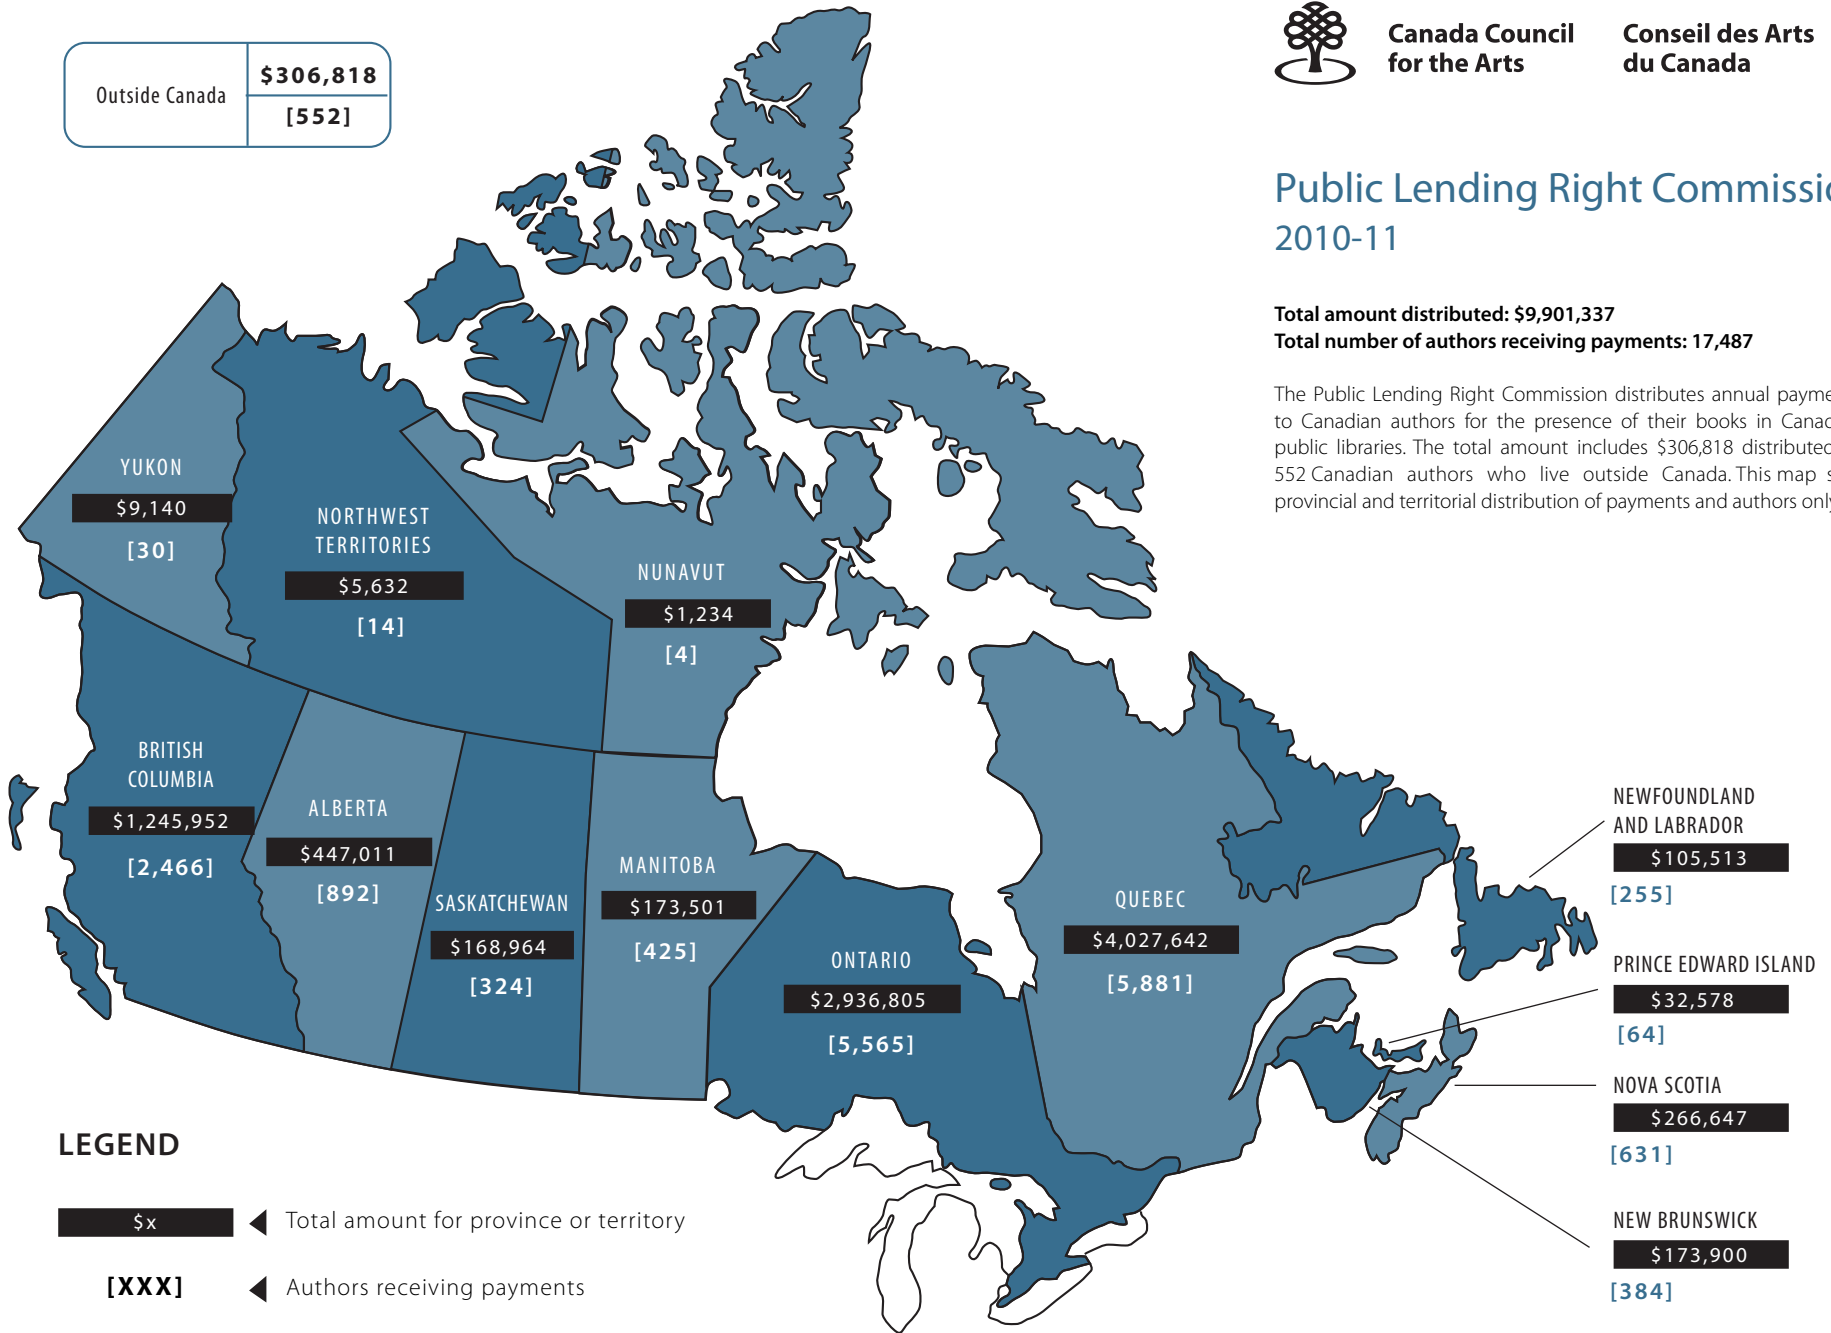 Outside Canada
$306,818
[552]
Canada Council
for the Arts
Conseil des Arts
du Canada
Public Lending Right
2010-11
Total amount distributed: $9,901,337
Total number of authors receiving payments: 17,487
The Public Lending Right Commission distributes annual
to Canadian authors for the presence of their books in
public libraries. The total amount includes $306,818 distributed
552 Canadian authors who live outside Canada. This map
provincial and territorial distribution of payments and authors only
YUKON
$9,140
[30]
NORTHWEST
TERRITORIES
$5,632
[14]
NUNAVUT
$1,234
[4]
BRITISH
COLUMBIA
$1,245,952
[2,466]
ALBERTA
$447,011
[892]
SASKATCHEWAN
$168,964
[324]
MANITOBA
$173,501
[425]
ONTARIO
$2,936,805
[5,565]
QUEBEC
$4,027,642
[5,881]
NEWFOUNDLAND
AND LABRADOR
$105,513
[255]
PRINCE EDWARD ISLAND
$32,578
[64]
NOVA SCOTIA
$266,647
[631]
NEW BRUNSWICK
$173,900
[384]
LEGEND
$x
Total amount for province or territory
[XXX]
Authors receiving payments